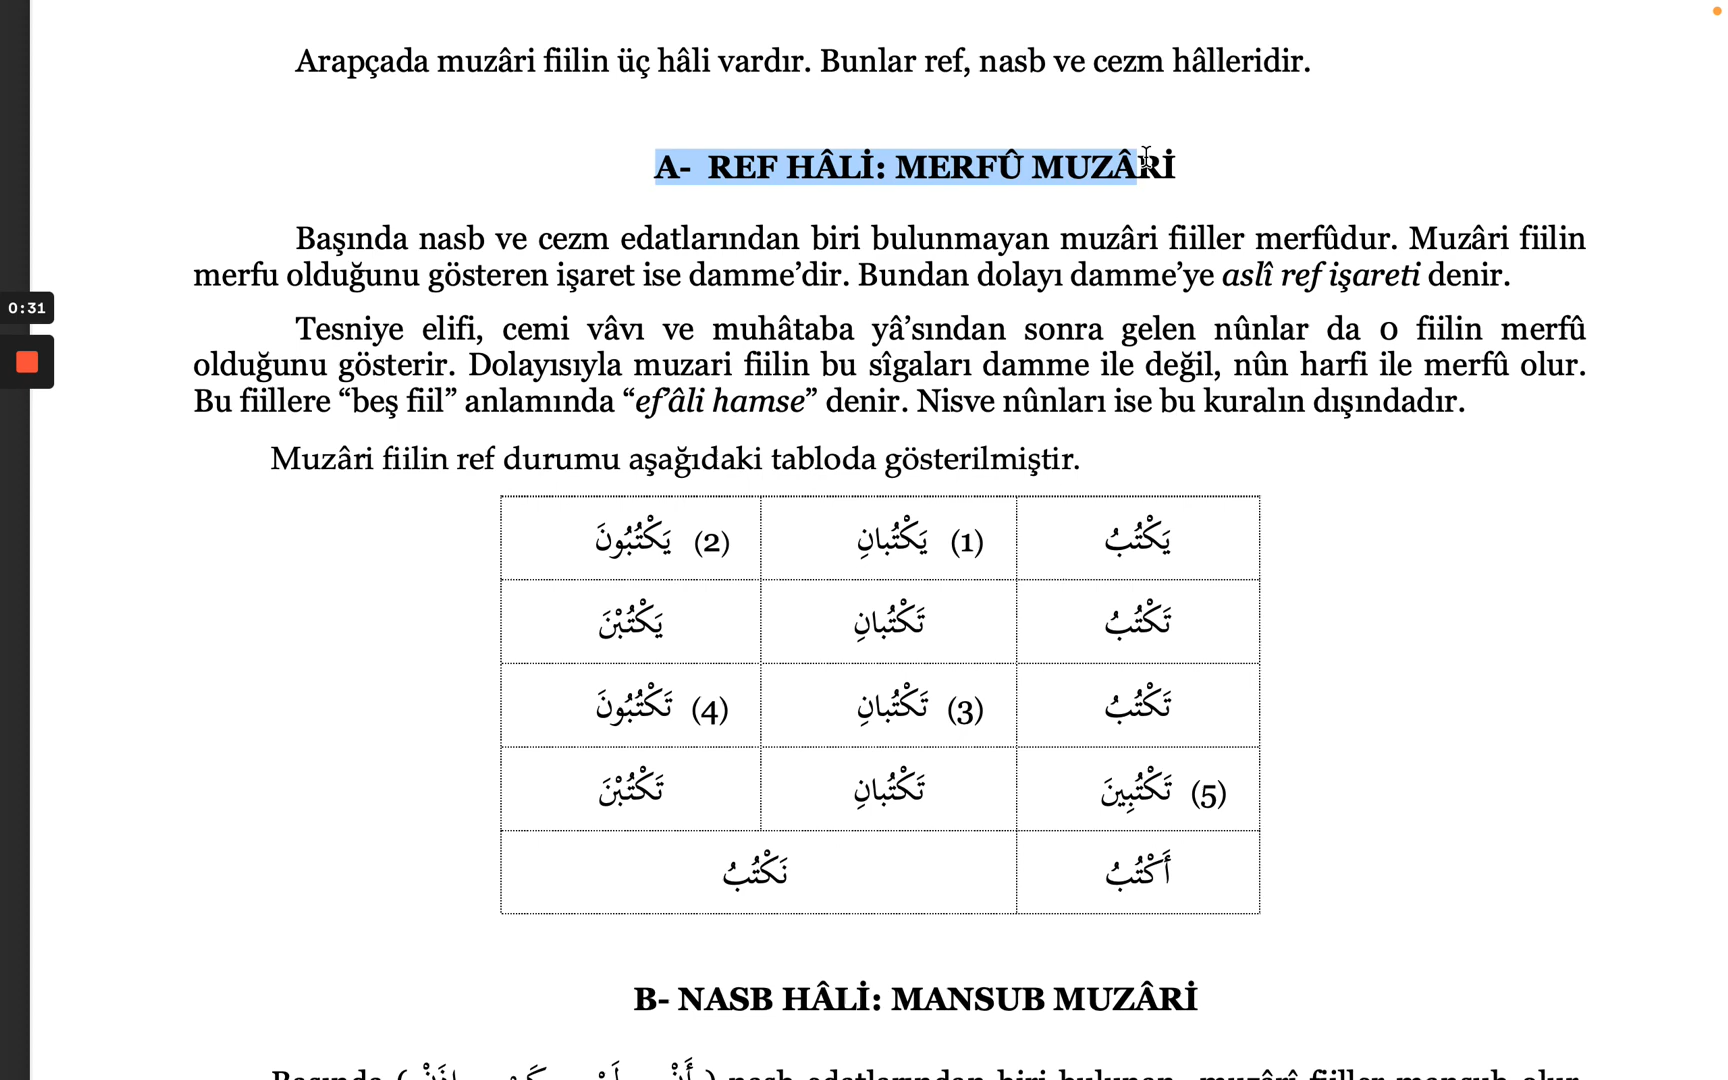 Arapçada muzâri fiilin üç hâli vardır. Bunlar ref, nasb ve cezm hâlleridir.
A- REF HÂLİ: MERFÛ MUZÂRİ
Başında nasb ve cezm edatlarından biri bulunmayan muzâri fiiller merfûdur. Muzâri fiilin
merfu olduğunu gösteren işaret ise damme’dir. Bundan dolayı damme’ye aslî ref işareti denir.
0:31
Tesniye elifi, cemi vâvı ve muhâtaba yâ’sından sonra gelen nûnlar da o fiilin merfû
olduğunu gösterir. Dolayısıyla muzari fiilin bu sîgaları damme ile değil, nûn harfi ile merfû olur.
Bu fiillere “beş fiil” anlamında “ef’âli hamse” denir. Nisve nûnları ise bu kuralın dışındadır.
Muzâri fiilin ref durumu aşağıdaki tabloda gösterilmiştir.
يَكْتُبُ (1) يَكْتُبانِ (2) يَكْتُبُونَ
تَكْتُبُ تَكْتُبانِ يَكْتُبْنَ
تَكْتُبُ (3) تَكْتُبانِ (4) تَكْتُبُونَ
(5) تَكْتُبِينَ تَكْتُبانِ تَكْتُبْنَ
أَكْتُبُ نَكْتُبُ
B- NASB HÂLİ: MANSUB MUZÂRİ